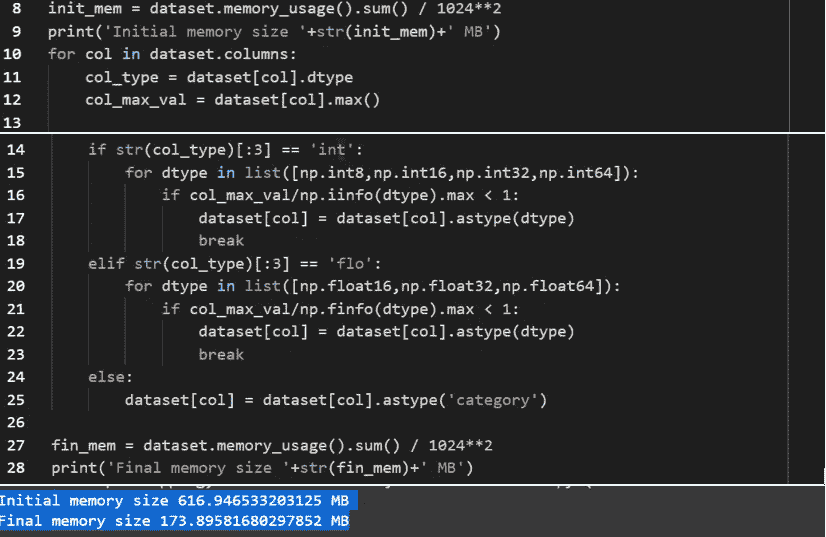 8 init_mem = dataset.memory_usage().sum() / 1024**2
9 print('Initial memory size '+str(init_mem)+' MB')
10 for col in dataset.columns:
11     col_type = dataset[col].dtype
12     col_max_val = dataset[col].max()
13
14     if str(col_type)[:3] == 'int':
15         for dtype in list([np.int8,np.int16,np.int32,np.int64]):
16             if col_max_val/np.iinfo(dtype).max < 1:
17                 dataset[col] = dataset[col].astype(dtype)
18                 break
19     elif str(col_type)[:3] == 'flo':
20         for dtype in list([np.float16,np.float32,np.float64]):
21             if col_max_val/np.finfo(dtype).max < 1:
22                 dataset[col] = dataset[col].astype(dtype)
23                 break
24     else:
25         dataset[col] = dataset[col].astype('category')
26
27 fin_mem = dataset.memory_usage().sum() / 1024**2
28 print('Final memory size '+str(fin_mem)+' MB')
Initial memory size 616.946533203125 MB
Final memory size 173.89581680297852 MB